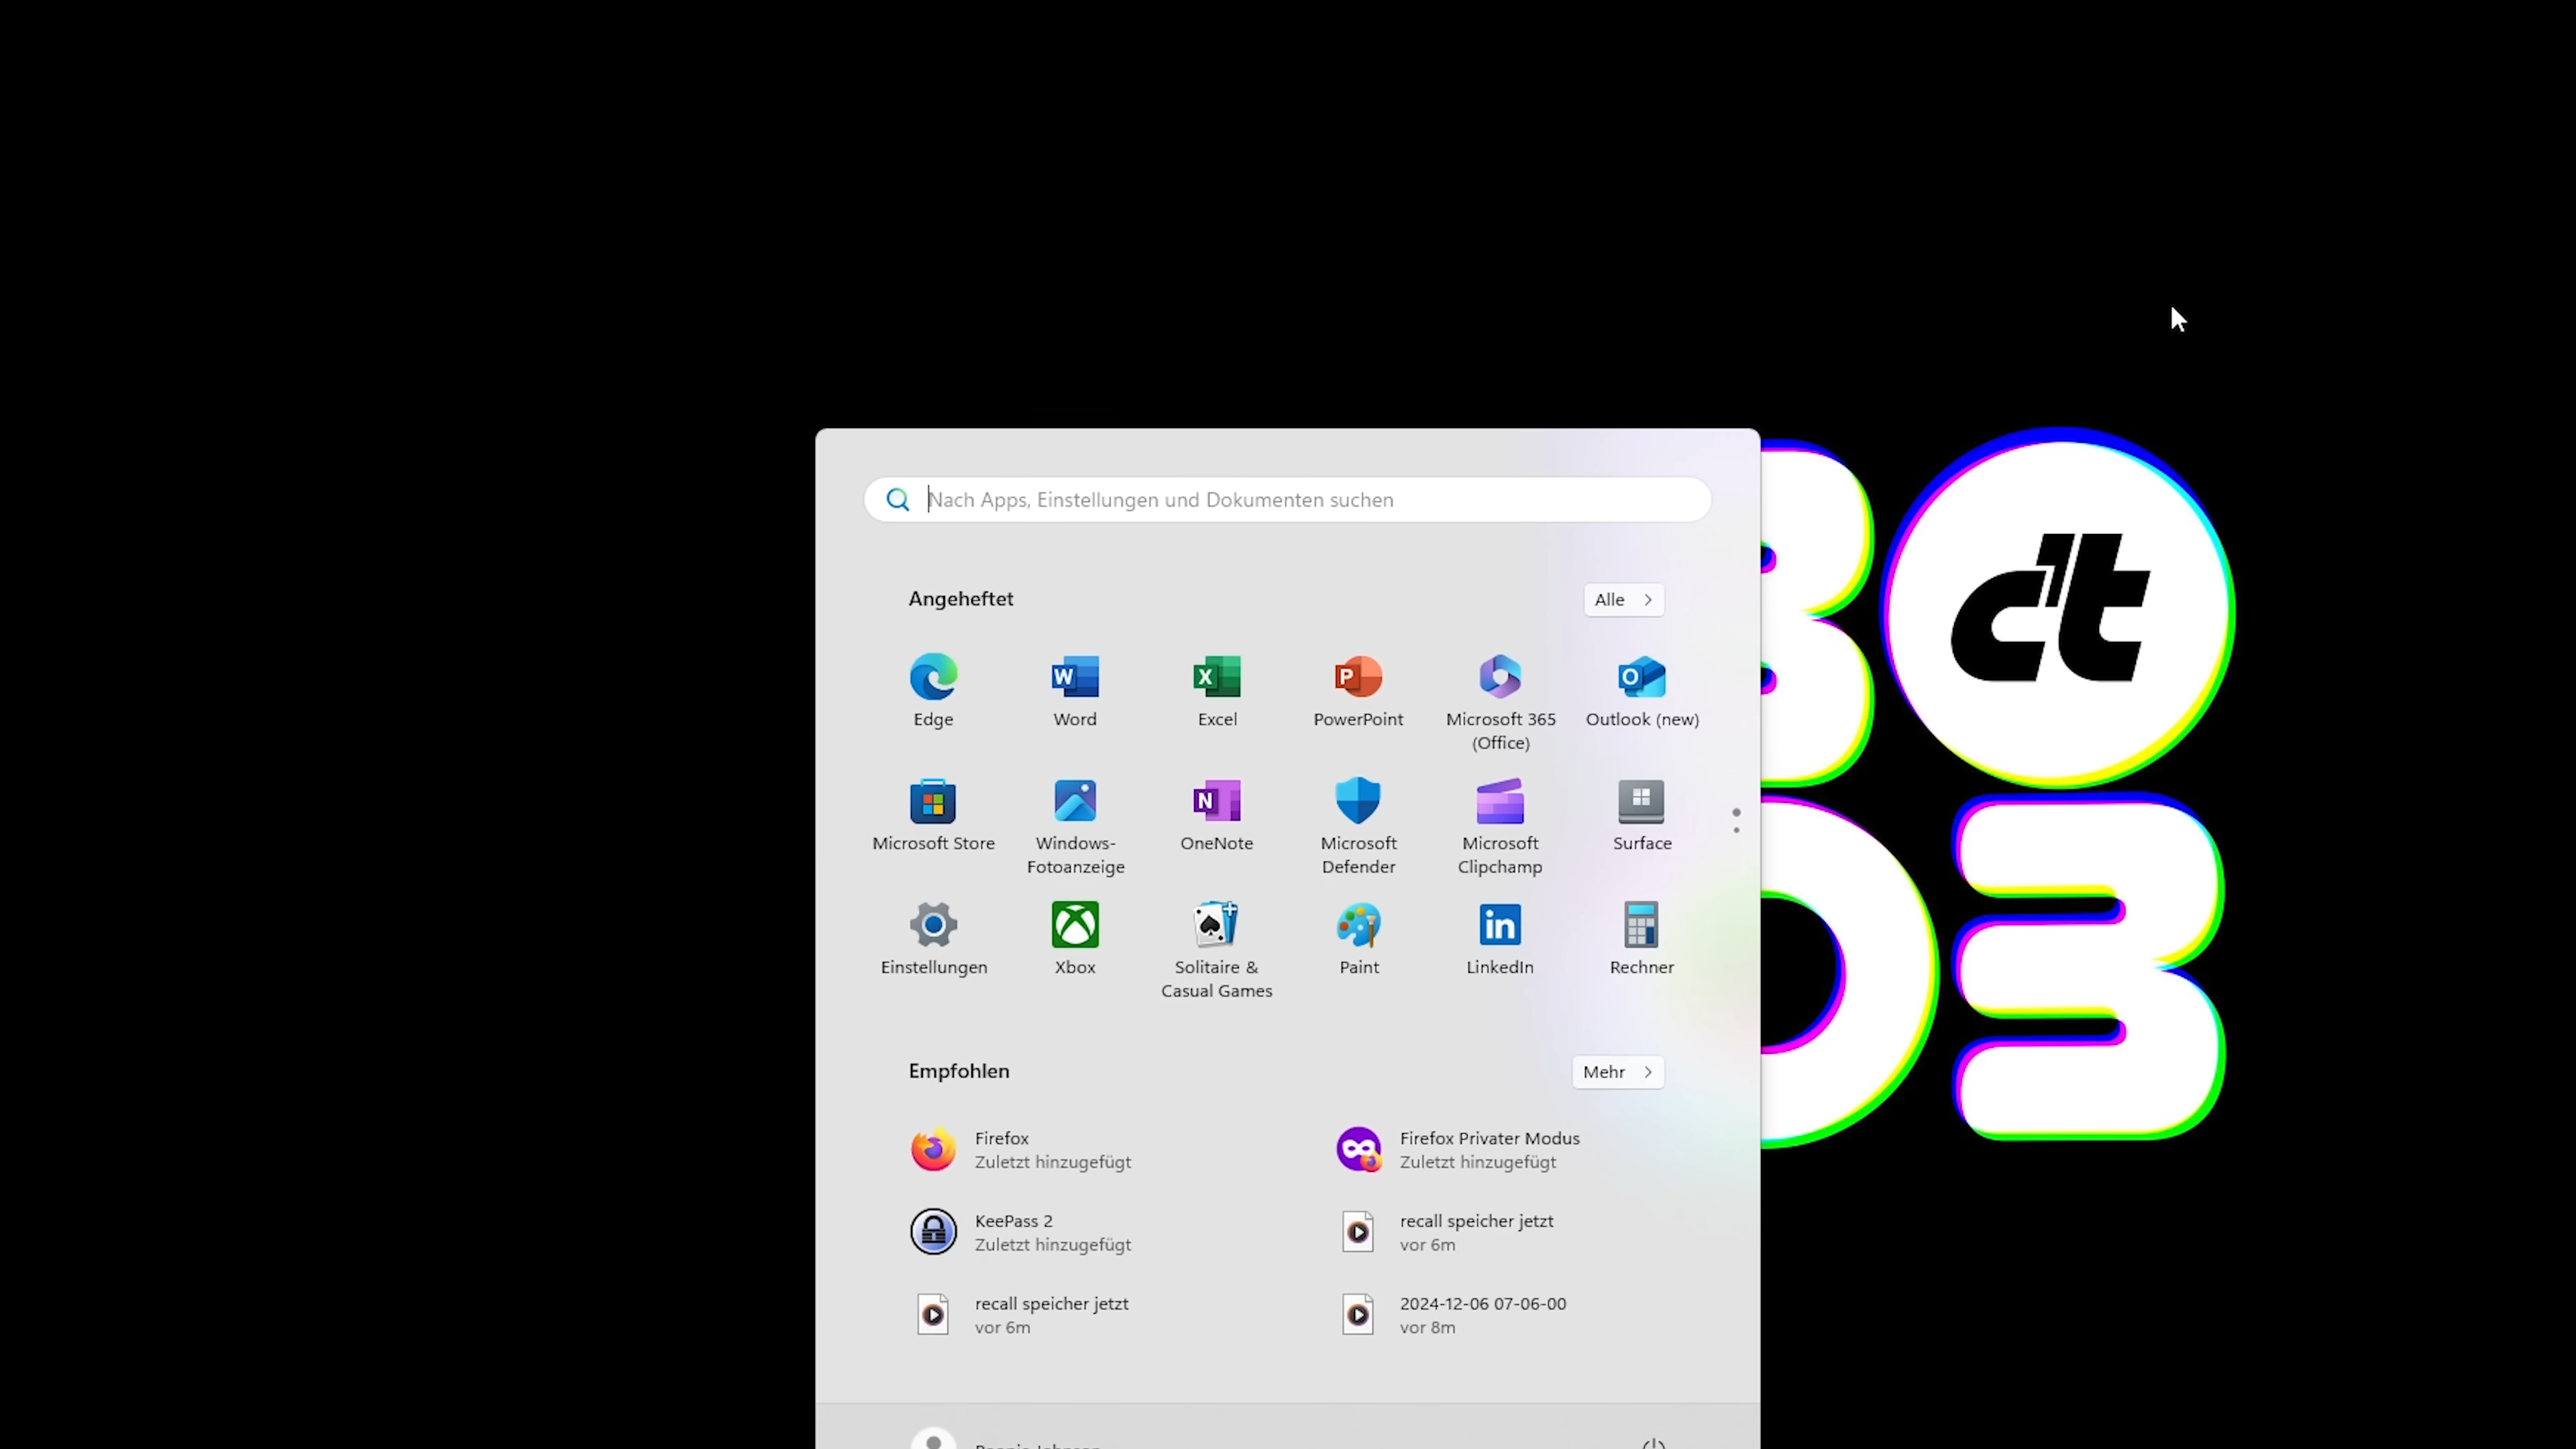 Nach Apps, Einstellungen und Dokumenten suchen
Angeheftet
Alle
Edge
Word
Excel
PowerPoint
Microsoft 365
(Office)
Outlook (new)
Microsoft Store
Windows-
Fotoanzeige
OneNote
Microsoft
Defender
Microsoft
Clipchamp
Surface
Einstellungen
Xbox
Solitaire &
Casual Games
Paint
LinkedIn
Rechner
Empfohlen
Mehr
Firefox
Zuletzt hinzugefügt
Firefox Privater Modus
Zuletzt hinzugefügt
KeePass 2
Zuletzt hinzugefügt
recall speicher jetzt
vor 6m
recall speicher jetzt
vor 6m
2024-12-06 07-06-00
vor 8m
c't
3